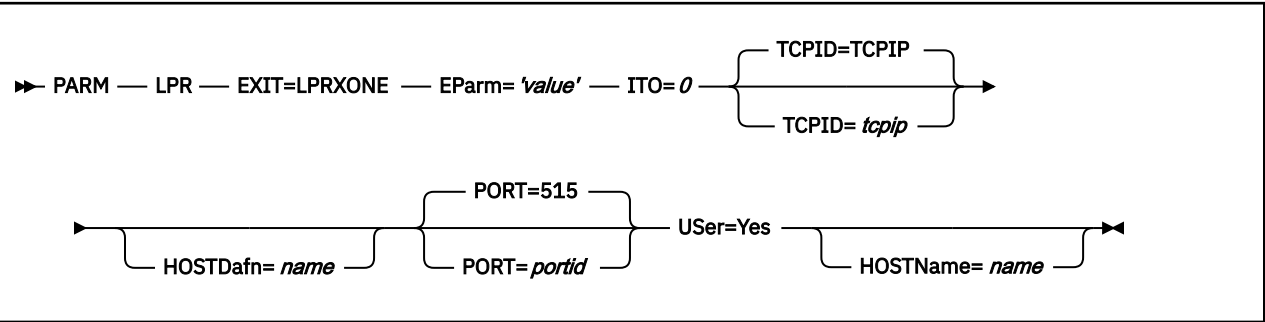 TCPID=TCPIP
PARM LPR EXIT=LPRXONE EParm= 'value' ITO= 0
TCPID= tcpip
PORT=515
USer=Yes
HOSTDafn= name PORT= portid HOSTName= name